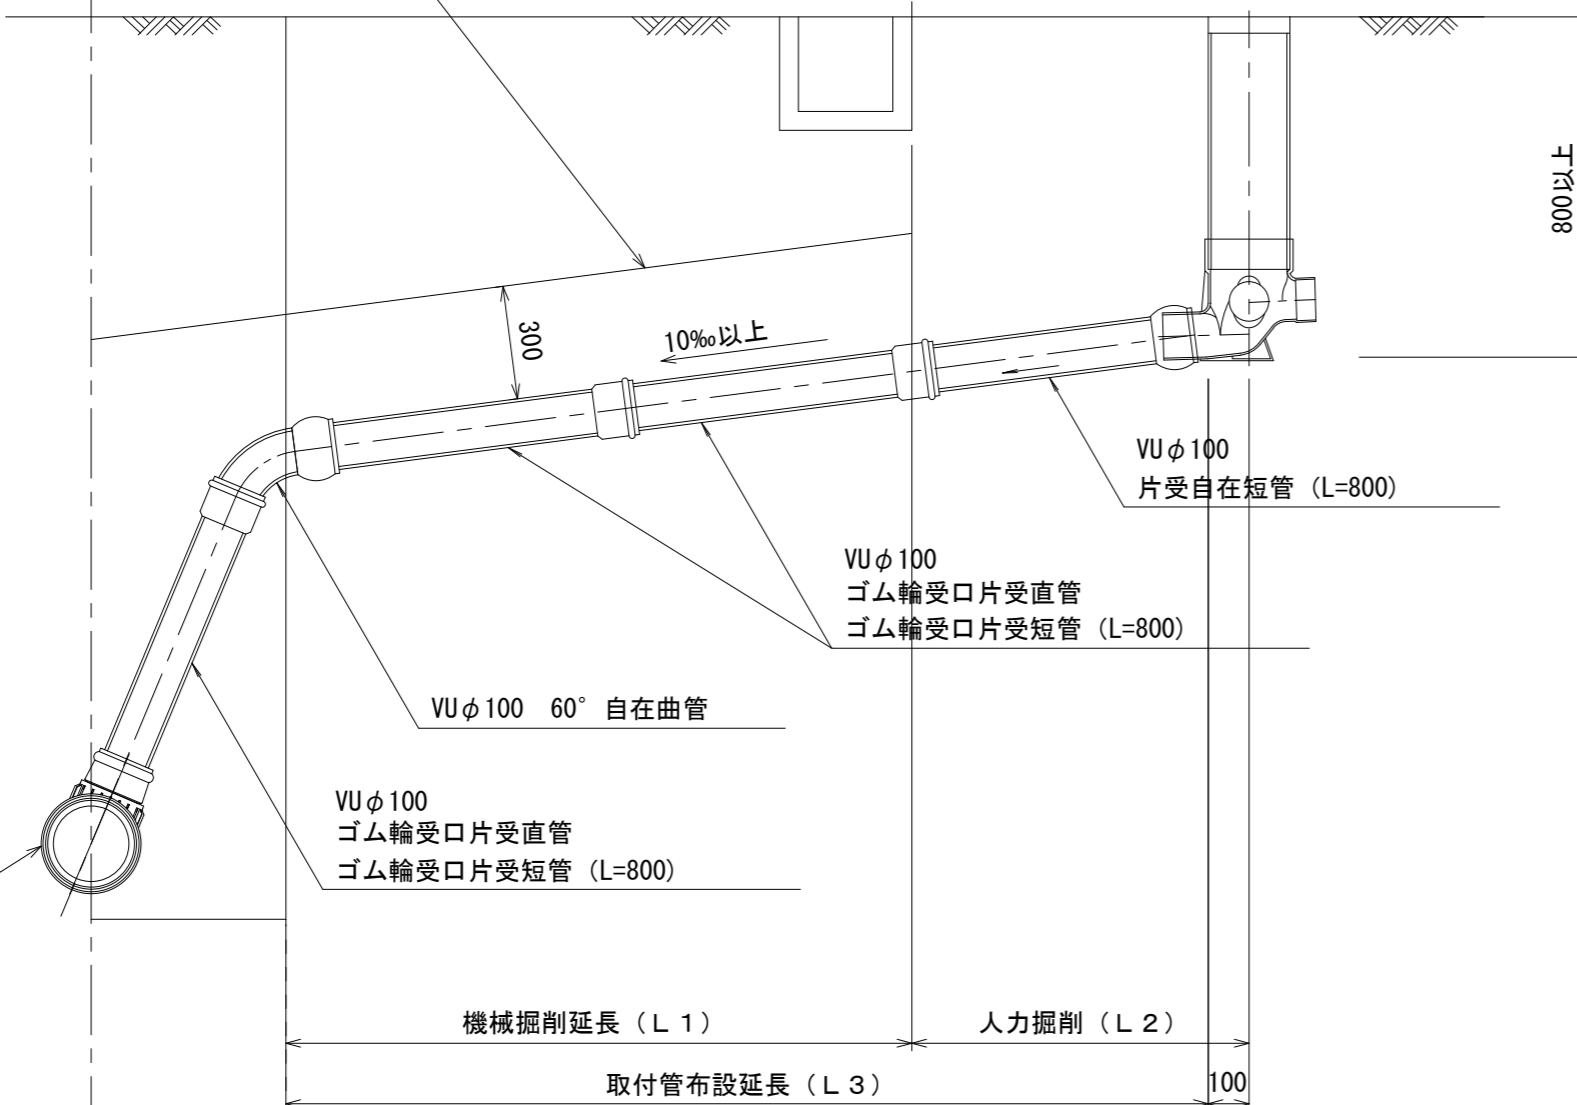 800以上
300
10‰以上
VUφ100
片受自在短管（L=800）
VUφ100
ゴム輪受口片受直管
ゴム輪受口片受短管（L=800）
VUφ100　60°自在曲管
VUφ100
ゴム輪受口片受直管
ゴム輪受口片受短管（L=800）
機械掘削延長（Ｌ１）
人力掘削（Ｌ２）
取付管布設延長（Ｌ３）
100